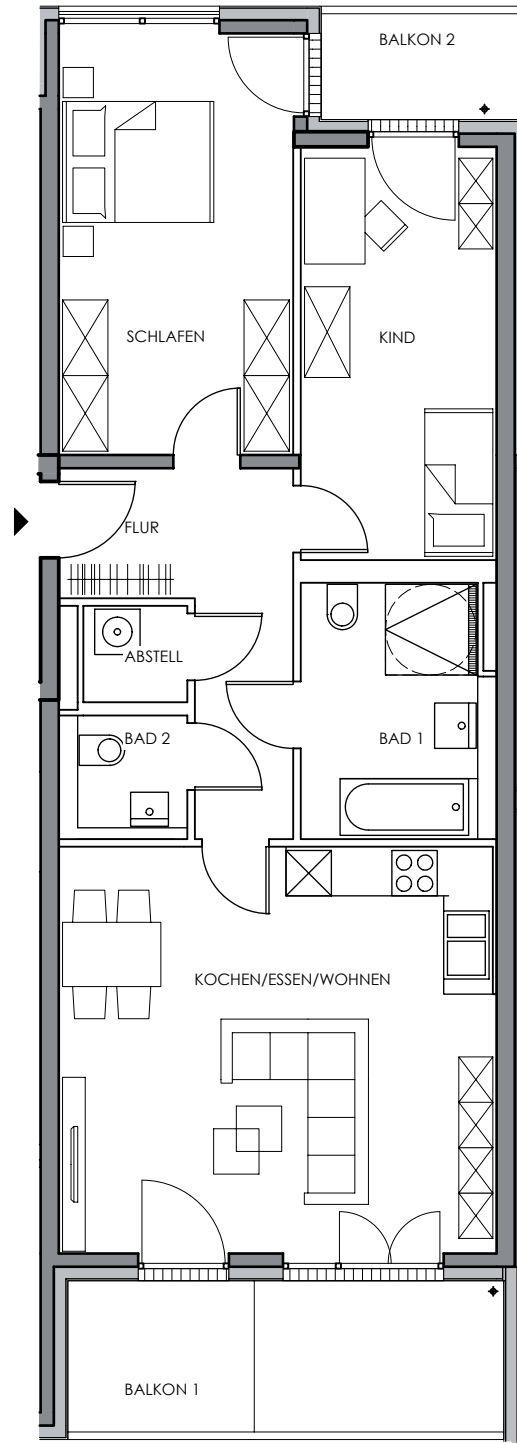 BALKON 2
SCHLAFEN
KIND
FLUR
ABSTELL
BAD 2
BAD 1
KOCHEN/ESSEN/WOHNEN
BALKON 1